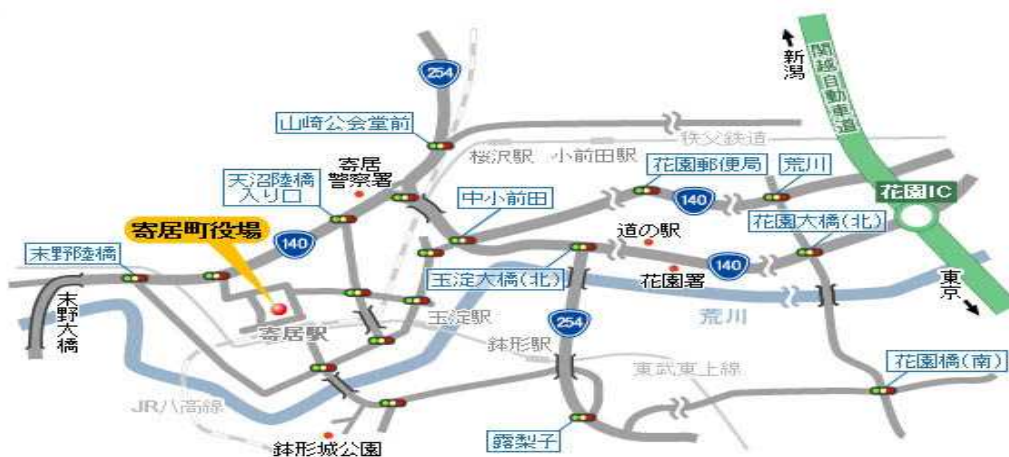 254
新潟
関越自動車道
山崎公会堂前
桜沢駅
小前田駅
秩父鉄道
寄居
警察署
天沼陸橋
入り口
中小前田
花園郵便局
荒川
140
花園IC
寄居町役場
140
道の駅
花園大橋(北)
末野陸橋
玉淀大橋(北)
花園署
140
東京
末野大橋
寄居駅
玉淀駅
254
荒川
鉢形駅
東武東上線
花園橋(南)
JR八高線
鉢形城公園
露梨子